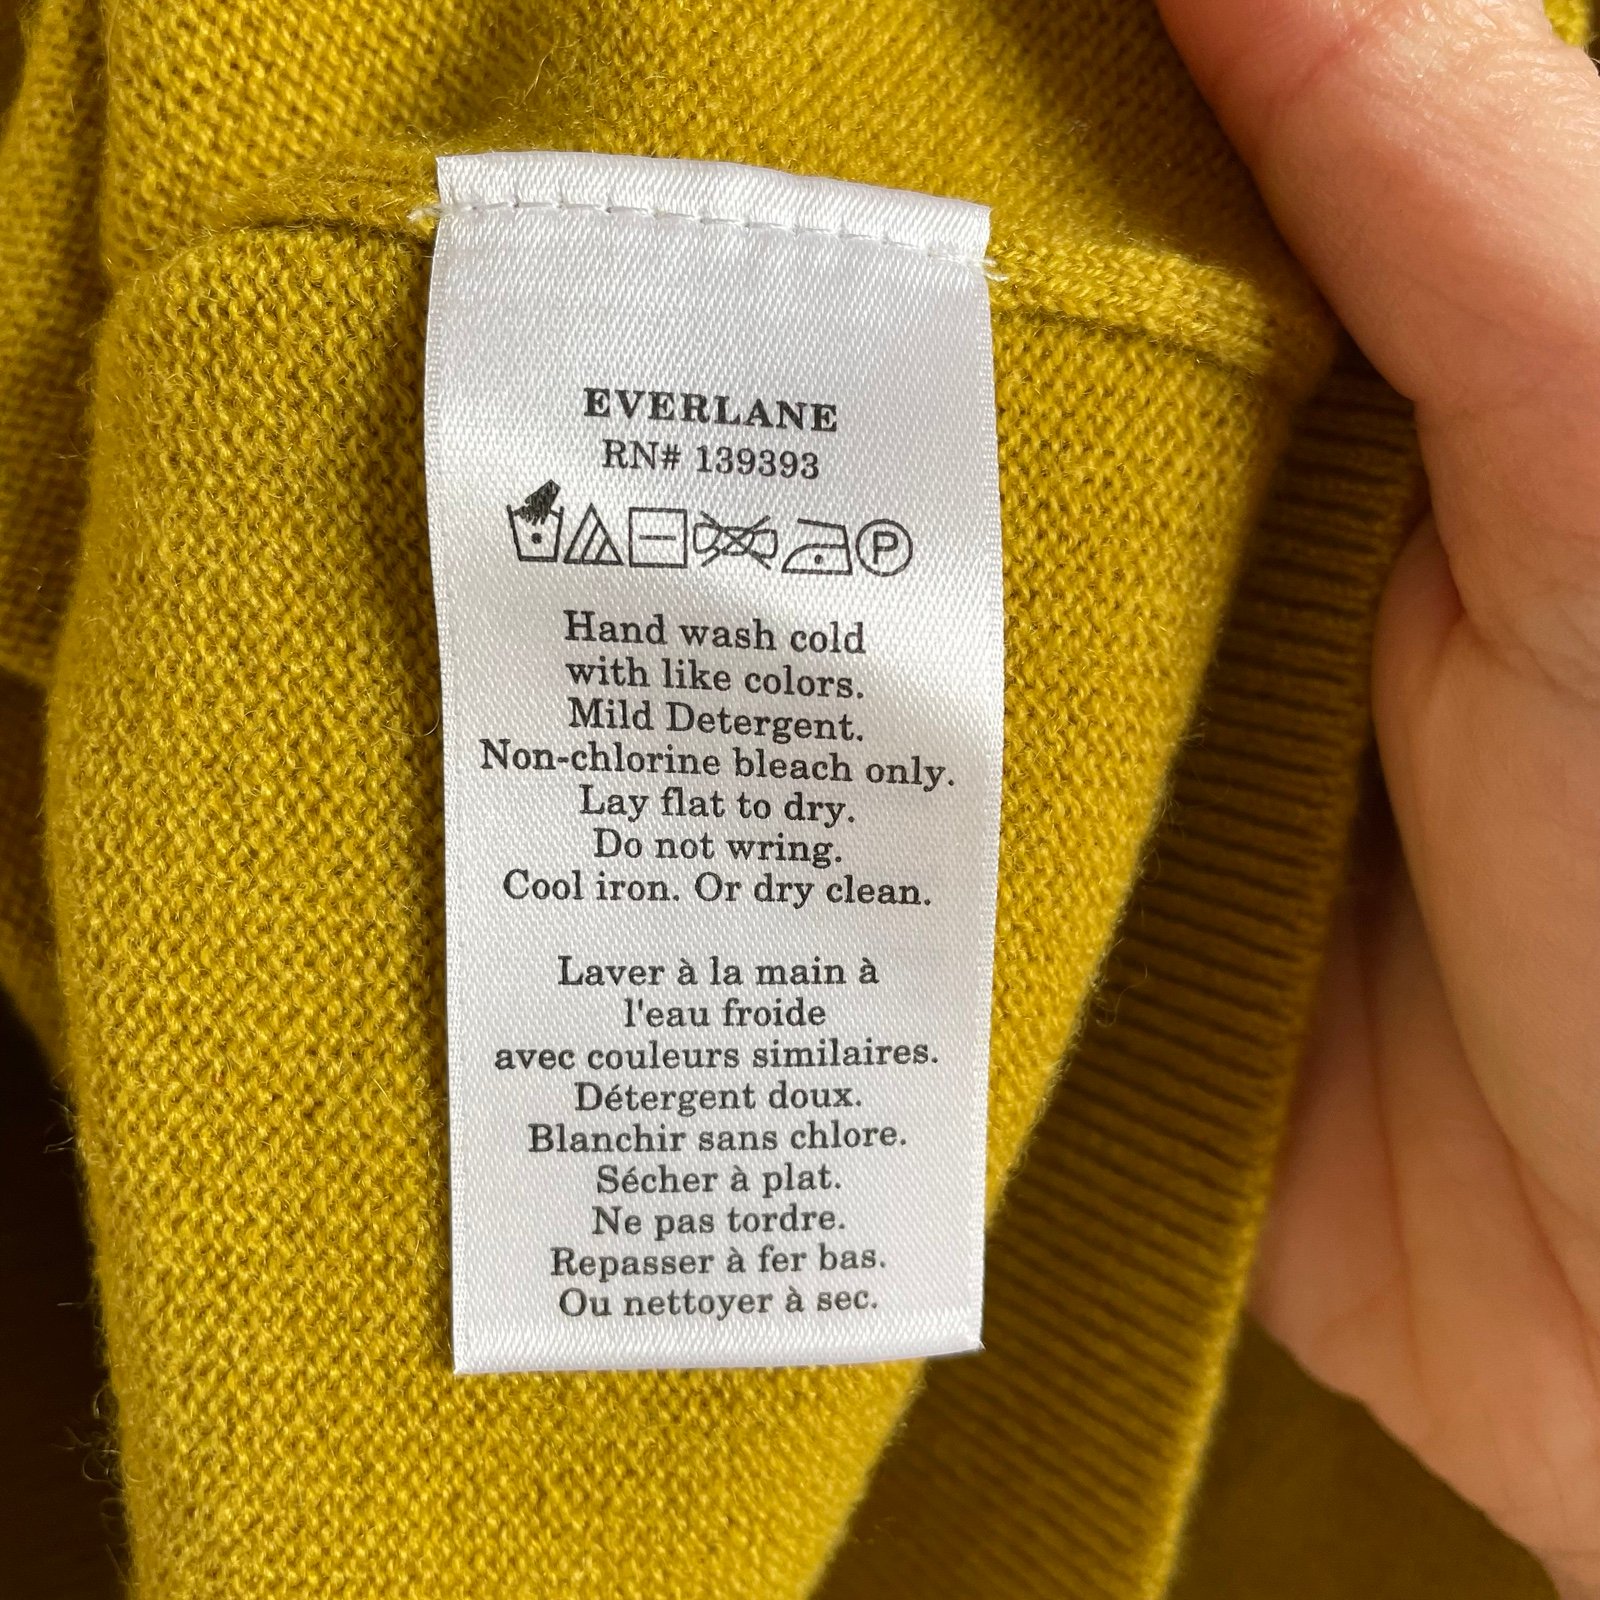 EVERLANE
RN# 139393
P
Hand wash cold
with like colors.
Mild Detergent.
Non-chlorine bleach only.
Lay flat to dry.
Do not wring.
Cool iron. Or dry clean.
Laver à la main à
l'eau froide
avec couleurs similaires.
Détergent doux.
Blanchir sans chlore.
Sécher à plat.
Ne pas tordre.
Repasser à fer bas.
Ou nettoyer à sec.